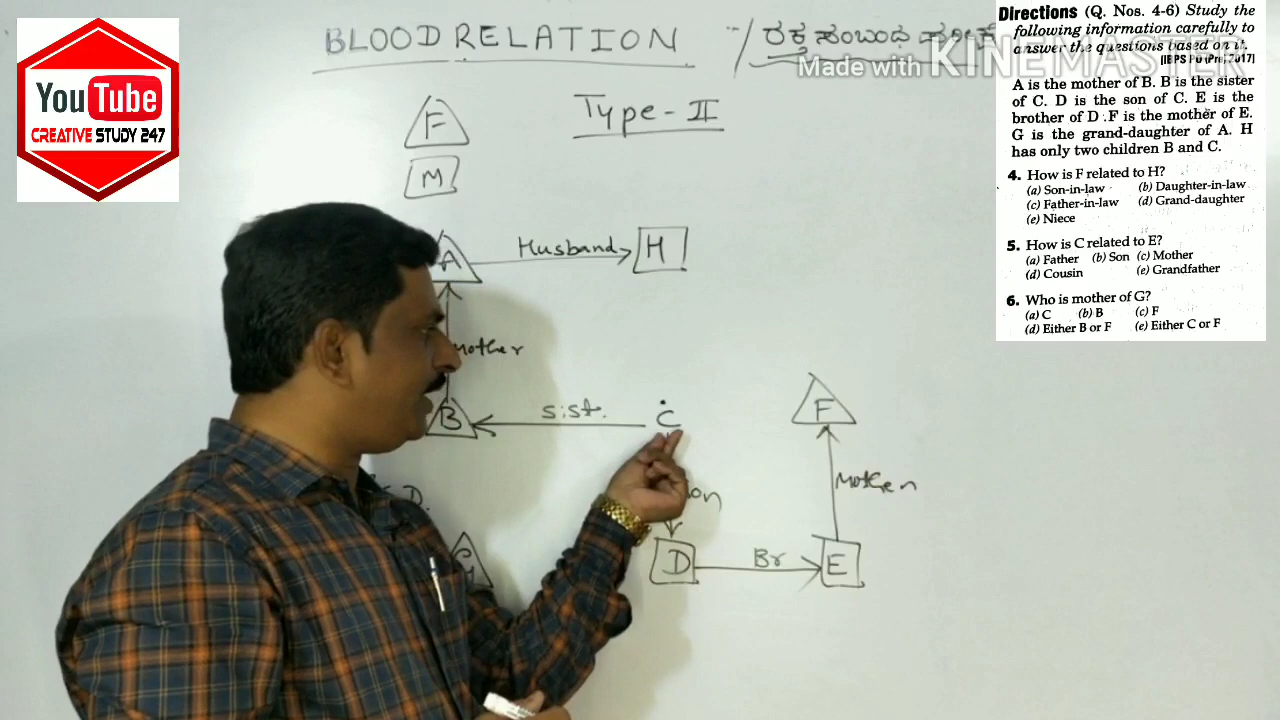 BLOOD RELATION
ರಕ್ತ ಸಂಬಂಧ
Made with KINEMASTER
YouTube
CREATIVE STUDY 247
Type - II
F
M
A Husband H
Mother
B sist. C
F
Mother
D.
D Br E
Directions (Q. Nos. 4-6) Study the
following information carefully to
answer the questions based on it.
A is the mother of B. B is the sister
of C. D is the son of C. E is the
brother of D .F is the mother of E.
G is the grand-daughter of A. H
has only two children B and C.
4. How is F related to H?
(a) Son-in-law (b) Daughter-in-law
(c) Father-in-law (d) Grand-daughter
(e) Niece
5. How is C related to E?
(a) Father (b) Son (c) Mother
(d) Cousin (e) Grandfather
6. Who is mother of G?
(a) C (b) B (c) F
(d) Either B or F (e) Either C or F